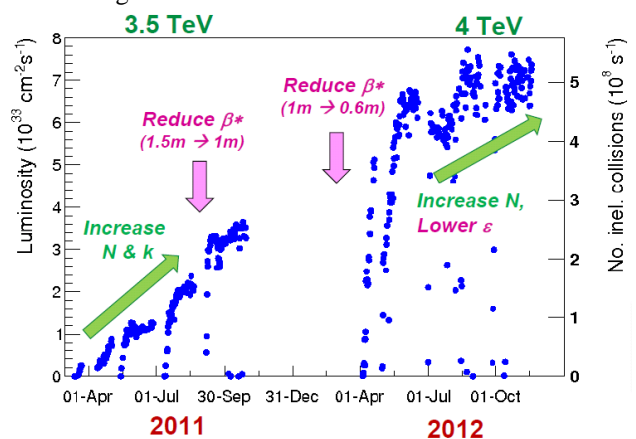 3.5 TeV
4 TeV
Luminosity (10³³ cm⁻²s⁻¹)
8
7
6
5
4
3
2
1
0
Reduce β*
(1.5m → 1m)
Reduce β*
(1m → 0.6m)
Increase
N & k
Increase N,
Lower ε
5
4
3
2
1
0
No. inel. collisions (10⁸ s⁻¹)
01-Apr 01-Jul 30-Sep 31-Dec 01-Apr 01-Jul 01-Oct
2011
2012